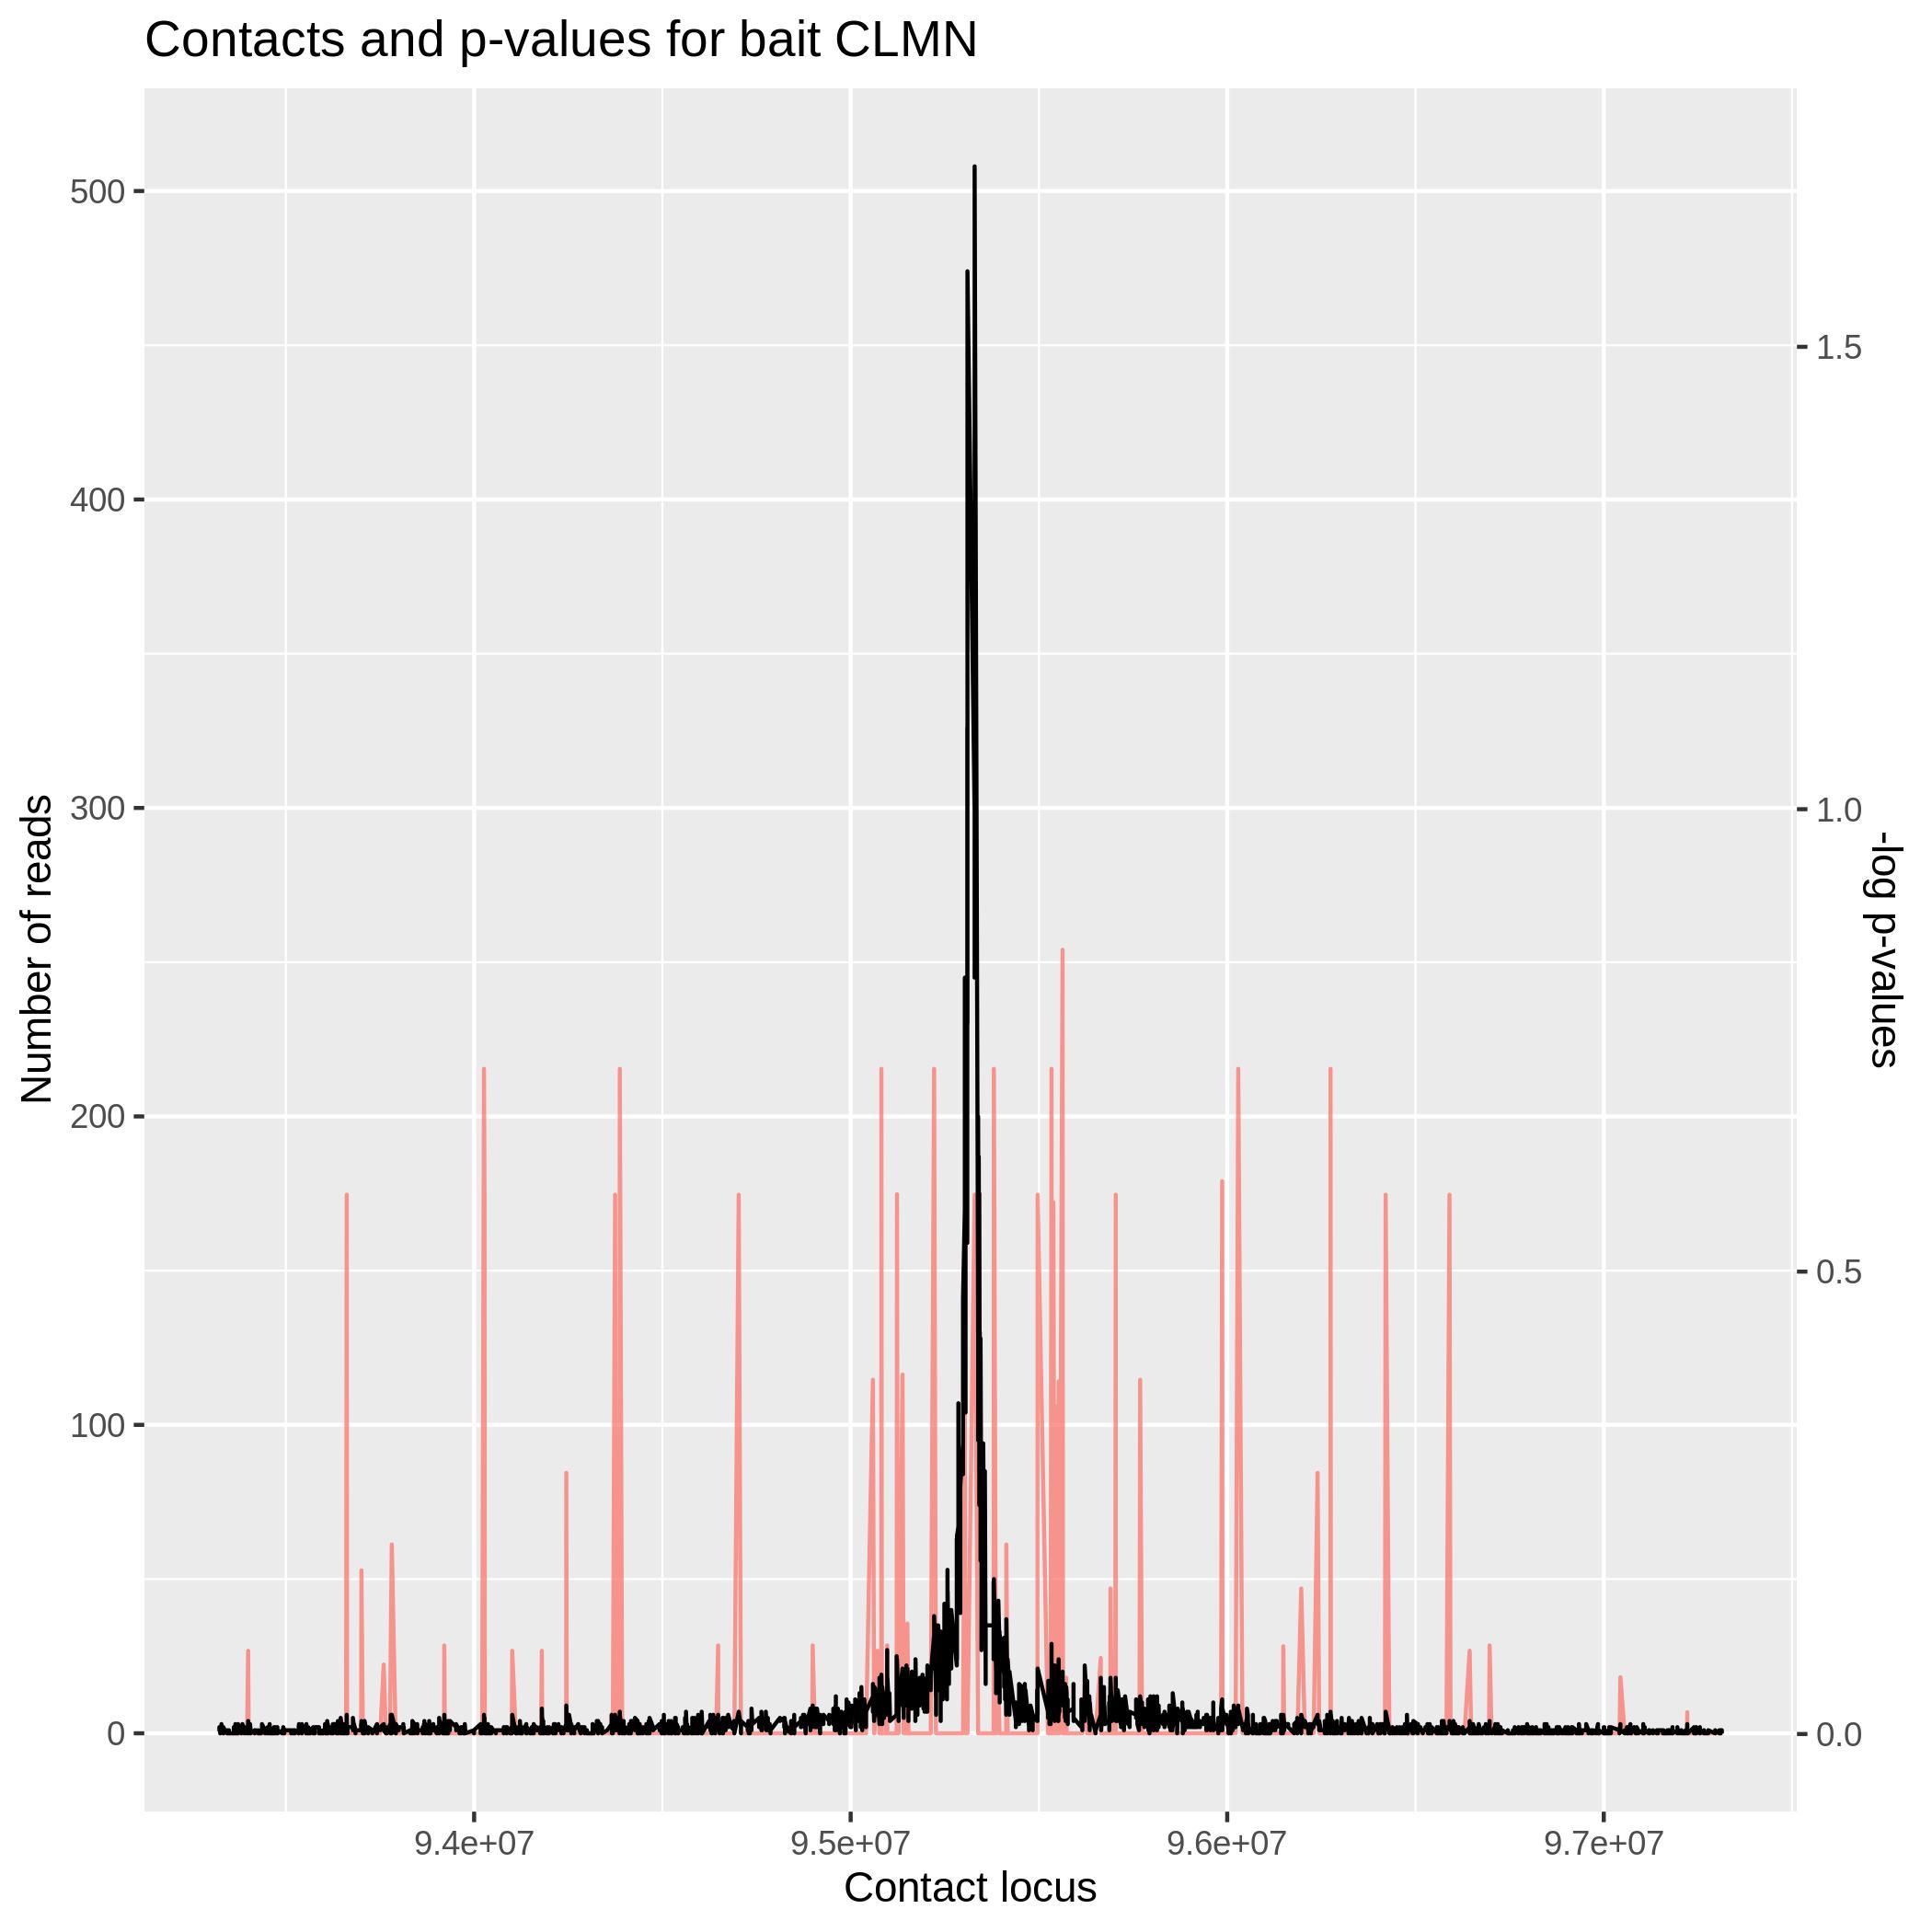 Contacts and p-values for bait CLMN
Number of reads
500
400
300
200
100
0
1.5
1.0
0.5
0.0
-log p-values
9.4e+07
9.5e+07
9.6e+07
9.7e+07
Contact locus